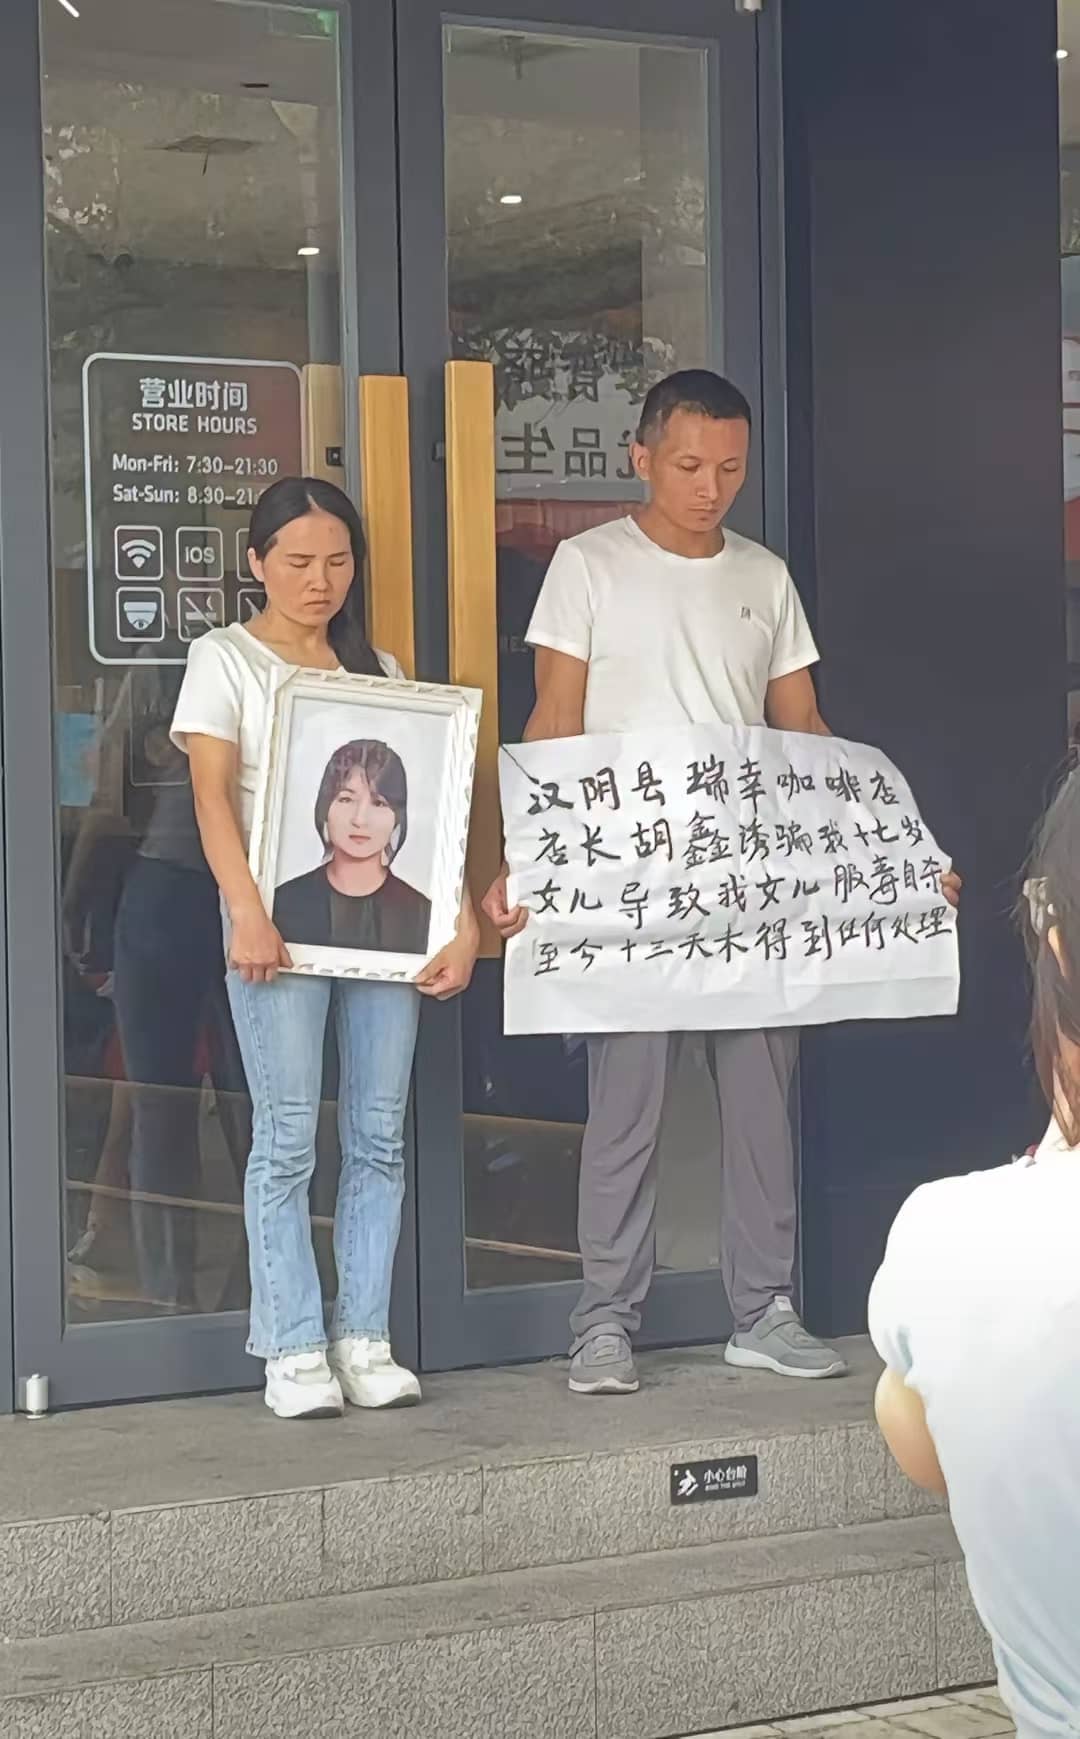 营业时间
STORE HOURS
Mon-Fri: 7:30-21:30
Sat-Sun: 8:30-21:
iOS
优品生
汉阴县瑞幸咖啡店
店长胡鑫诱骗我十七岁
女儿导致我女儿服毒自杀
至今十三天未得到任何处理
小心台阶